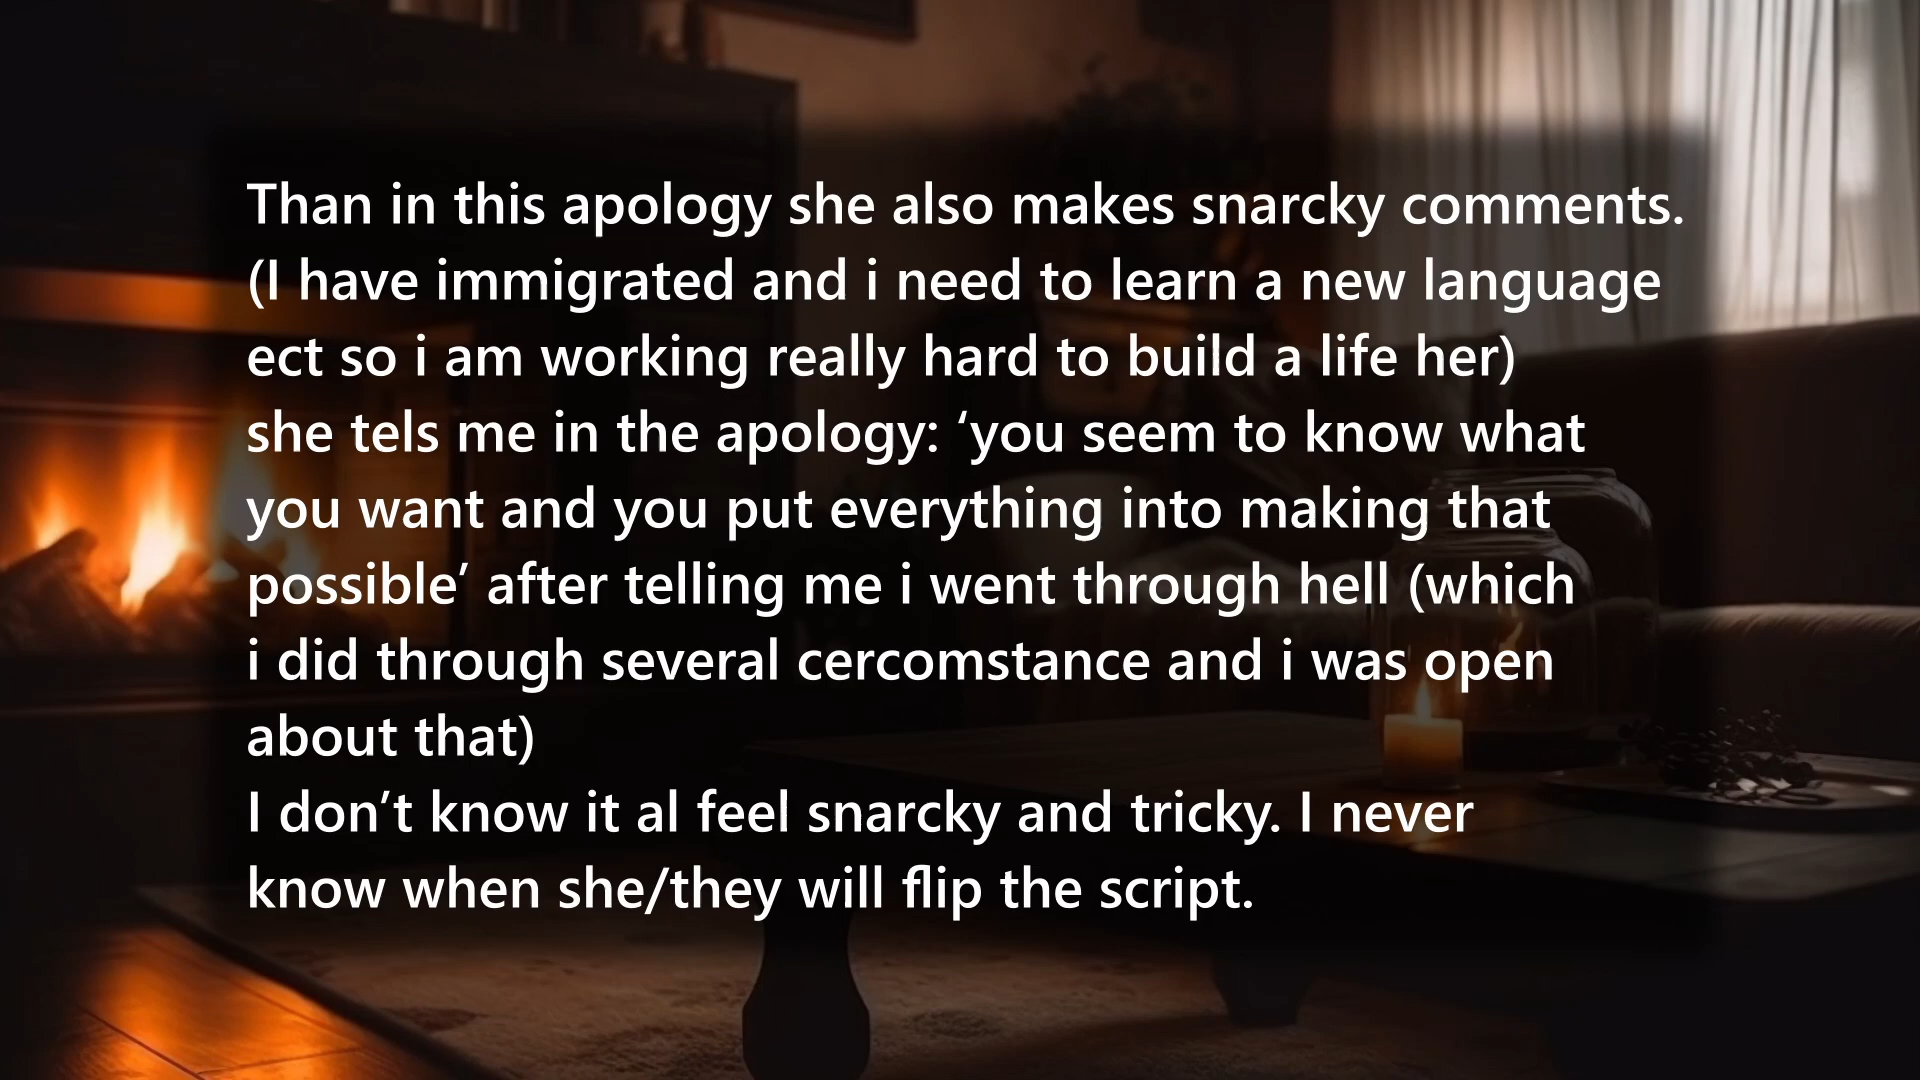 Than in this apology she also makes snarcky comments.
(I have immigrated and i need to learn a new language
ect so i am working really hard to build a life her)
she tels me in the apology: ‘you seem to know what
you want and you put everything into making that
possible’ after telling me i went through hell (which
i did through several cercomstance and i was open
about that)
I don’t know it al feel snarcky and tricky. I never
know when she/they will flip the script.